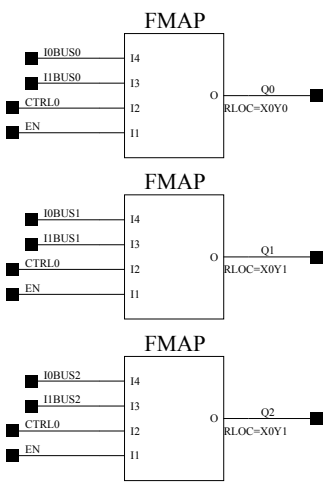 FMAP
I0BUS0
I4
I1BUS0
I3
CTRL0
I2
EN
I1
O
Q0
RLOC=X0Y0
FMAP
I0BUS1
I4
I1BUS1
I3
CTRL0
I2
EN
I1
O
Q1
RLOC=X0Y1
FMAP
I0BUS2
I4
I1BUS2
I3
CTRL0
I2
EN
I1
O
Q2
RLOC=X0Y1